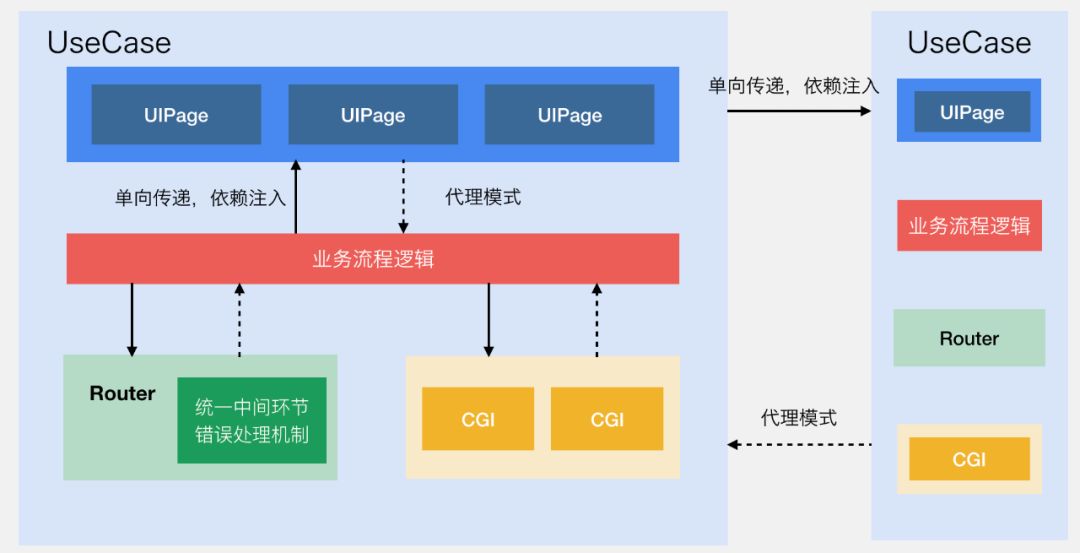 UseCase
UIPage
UIPage
UIPage
单向传递，依赖注入
代理模式
业务流程逻辑
Router
统一中间环节
错误处理机制
CGI
CGI
单向传递，依赖注入
代理模式
UseCase
UIPage
业务流程逻辑
Router
CGI